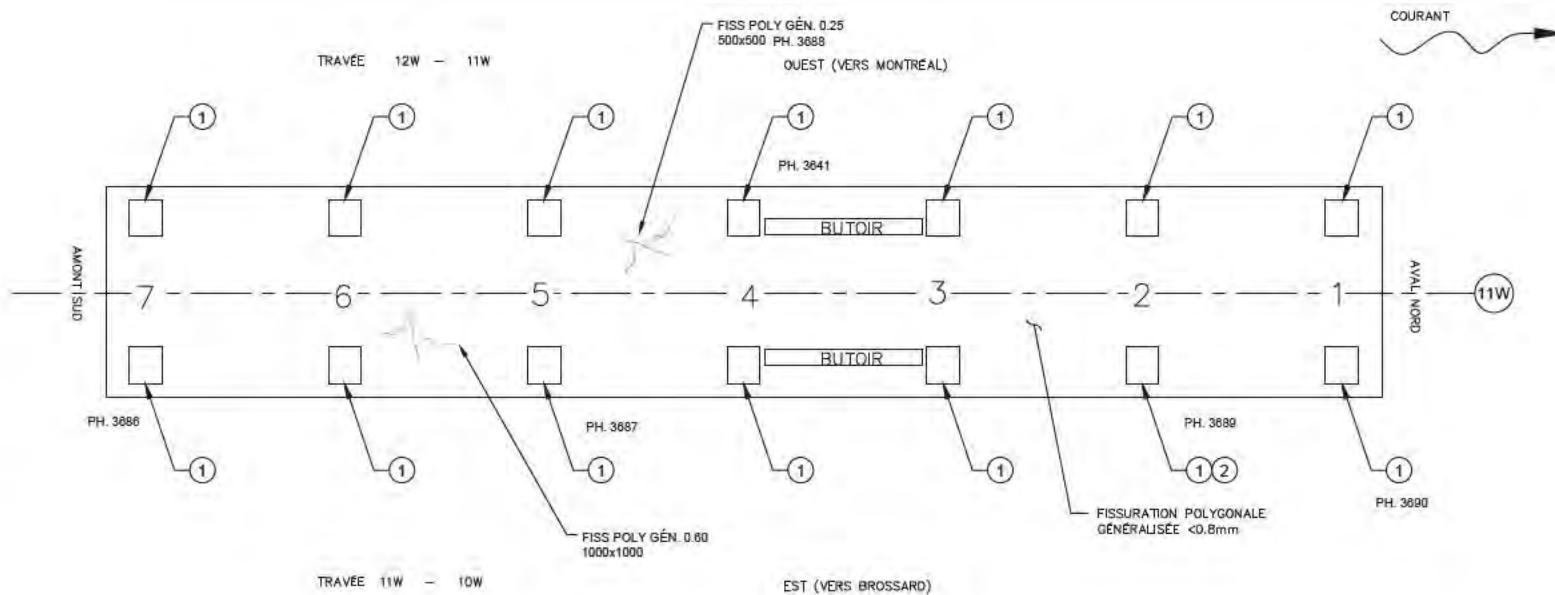 COURANT
FISS POLY GÉN. 0.25
500x500 PH. 3688
TRAVÉE 12W - 11W
OUEST (VERS MONTRÉAL)
1 1 1 1 1 1 1
PH. 3641
BUTOIR
AMONT SUD
7 6 5 4 3 2 1
AVAL NORD
11W
BUTOIR
PH. 3686
PH. 3687
PH. 3689
1 1 1 1 1 1 2 1
PH. 3690
FISSURATION POLYGONALE
GÉNÉRALISÉE <0.8mm
FISS POLY GÉN. 0.60
1000x1000
TRAVÉE 11W - 10W
EST (VERS BROSSARD)